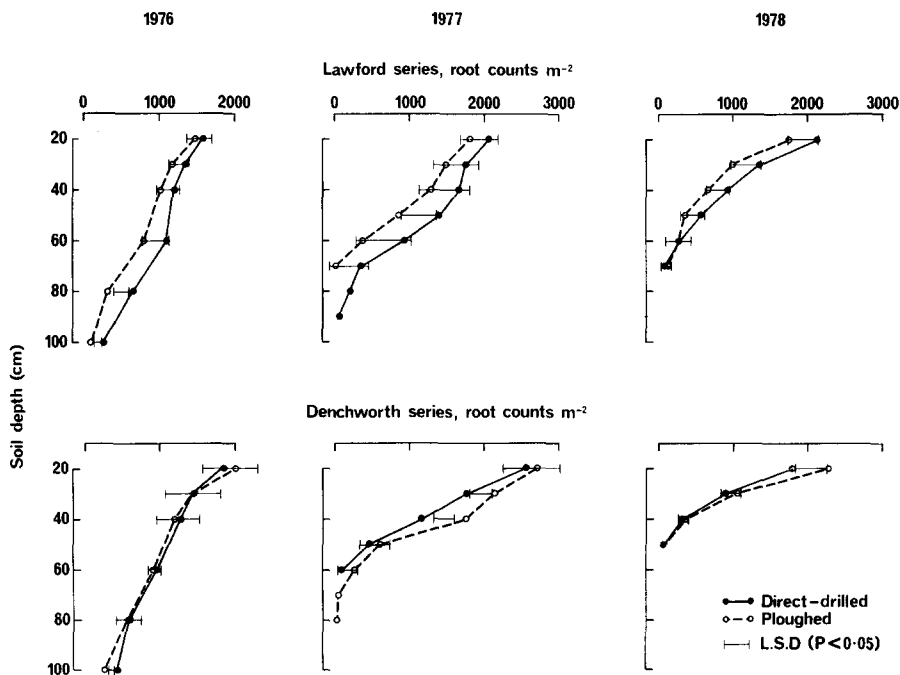 1976 1977 1978
Lawford series, root counts m⁻²
0 1000 2000 0 1000 2000 3000 0 1000 2000 3000
20
40
60
80
100
Soil depth (cm)
Denchworth series, root counts m⁻²
20
40
60
80
100
Direct-drilled
Ploughed
L.S.D (P<0·05)